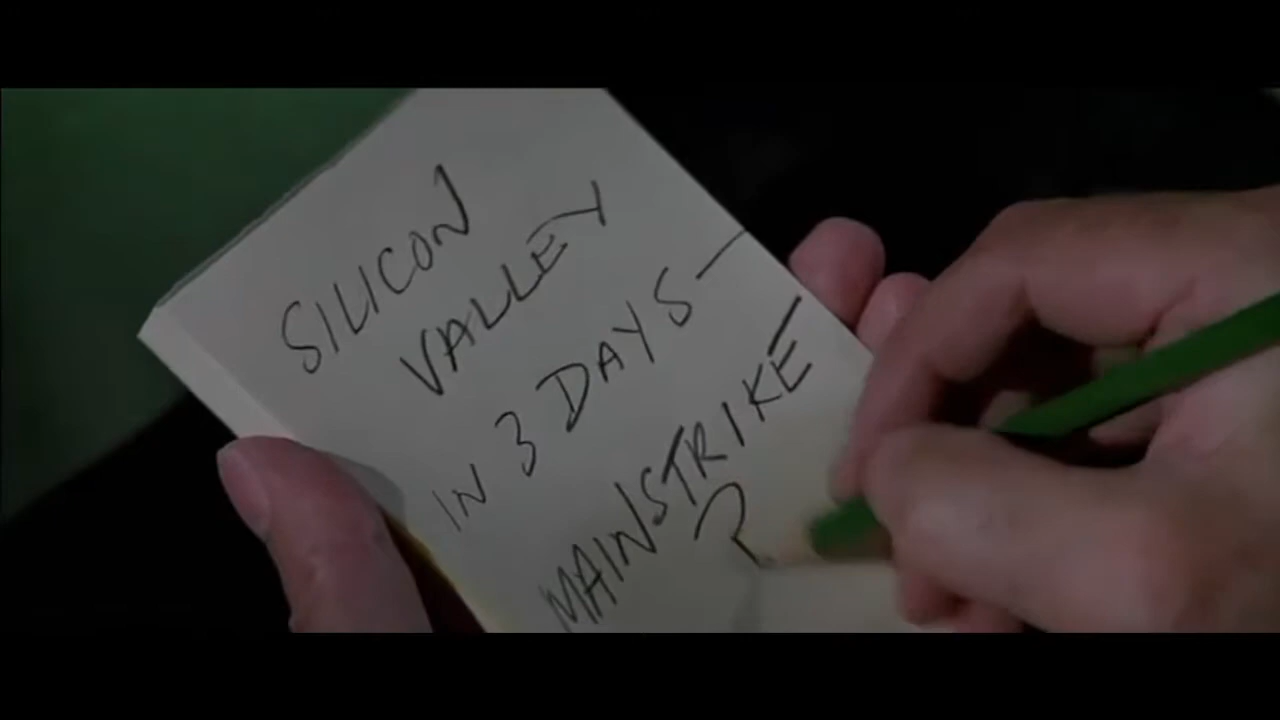 SILICON
VALLEY
IN 3 DAYS-
MAINSTRIKE
?